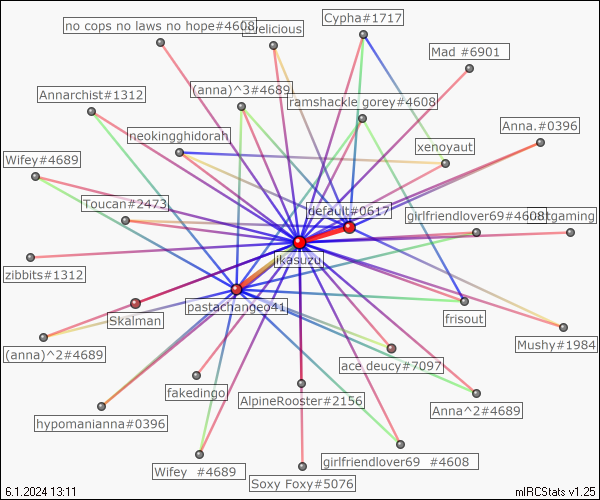 no cops no laws no hope#4608
elicious
Cypha#1717
Mad #6901
Annarchist#1312
(anna)^3#4689
ramshackle gorey#4608
Anna.#0396
neokingghidorah
xenoyaut
Wifey#4689
Toucan#2473
default#0617
girlfriendlover69#4608
gaming
ikasuzu
zibbits#1312
pastachangeo41
frisout
Skalman
(anna)^2#4689
ace deucy#7097
Mushy#1984
fakedingo
AlpineRooster#2156
Anna^2#4689
hypomanianna#0396
Wifey #4689
girlfriendlover69 #4608
Soxy Foxy#5076
6.1.2024 13:11
mIRCStats v1.25